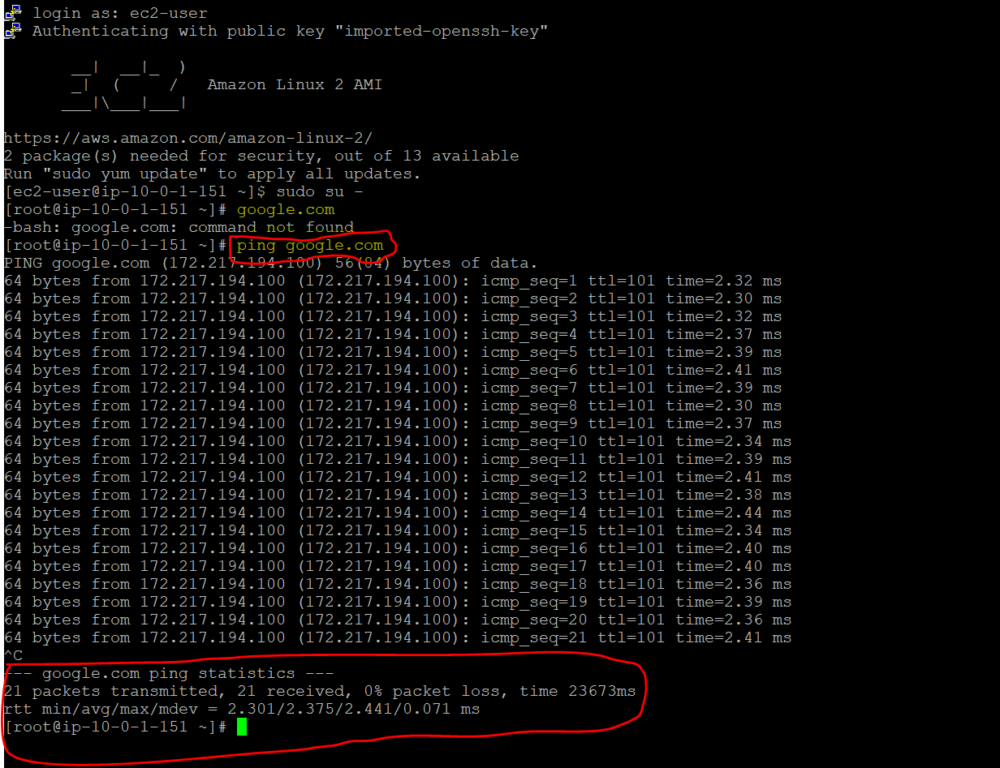 login as: ec2-user
Authenticating with public key "imported-openssh-key"
__|  __|_  )
_|  (     /   Amazon Linux 2 AMI
___|\___|___|
https://aws.amazon.com/amazon-linux-2/
2 package(s) needed for security, out of 13 available
Run "sudo yum update" to apply all updates.
[ec2-user@ip-10-0-1-151 ~]$ sudo su -
[root@ip-10-0-1-151 ~]# google.com
-bash: google.com: command not found
[root@ip-10-0-1-151 ~]# ping google.com
PING google.com (172.217.194.100) 56(84) bytes of data.
64 bytes from 172.217.194.100 (172.217.194.100): icmp_seq=1 ttl=101 time=2.32 ms
64 bytes from 172.217.194.100 (172.217.194.100): icmp_seq=2 ttl=101 time=2.30 ms
64 bytes from 172.217.194.100 (172.217.194.100): icmp_seq=3 ttl=101 time=2.32 ms
64 bytes from 172.217.194.100 (172.217.194.100): icmp_seq=4 ttl=101 time=2.37 ms
64 bytes from 172.217.194.100 (172.217.194.100): icmp_seq=5 ttl=101 time=2.39 ms
64 bytes from 172.217.194.100 (172.217.194.100): icmp_seq=6 ttl=101 time=2.41 ms
64 bytes from 172.217.194.100 (172.217.194.100): icmp_seq=7 ttl=101 time=2.39 ms
64 bytes from 172.217.194.100 (172.217.194.100): icmp_seq=8 ttl=101 time=2.30 ms
64 bytes from 172.217.194.100 (172.217.194.100): icmp_seq=9 ttl=101 time=2.37 ms
64 bytes from 172.217.194.100 (172.217.194.100): icmp_seq=10 ttl=101 time=2.34 ms
64 bytes from 172.217.194.100 (172.217.194.100): icmp_seq=11 ttl=101 time=2.39 ms
64 bytes from 172.217.194.100 (172.217.194.100): icmp_seq=12 ttl=101 time=2.41 ms
64 bytes from 172.217.194.100 (172.217.194.100): icmp_seq=13 ttl=101 time=2.38 ms
64 bytes from 172.217.194.100 (172.217.194.100): icmp_seq=14 ttl=101 time=2.44 ms
64 bytes from 172.217.194.100 (172.217.194.100): icmp_seq=15 ttl=101 time=2.34 ms
64 bytes from 172.217.194.100 (172.217.194.100): icmp_seq=16 ttl=101 time=2.40 ms
64 bytes from 172.217.194.100 (172.217.194.100): icmp_seq=17 ttl=101 time=2.40 ms
64 bytes from 172.217.194.100 (172.217.194.100): icmp_seq=18 ttl=101 time=2.36 ms
64 bytes from 172.217.194.100 (172.217.194.100): icmp_seq=19 ttl=101 time=2.39 ms
64 bytes from 172.217.194.100 (172.217.194.100): icmp_seq=20 ttl=101 time=2.36 ms
64 bytes from 172.217.194.100 (172.217.194.100): icmp_seq=21 ttl=101 time=2.41 ms
^C
--- google.com ping statistics ---
21 packets transmitted, 21 received, 0% packet loss, time 23673ms
rtt min/avg/max/mdev = 2.301/2.375/2.441/0.071 ms
[root@ip-10-0-1-151 ~]#